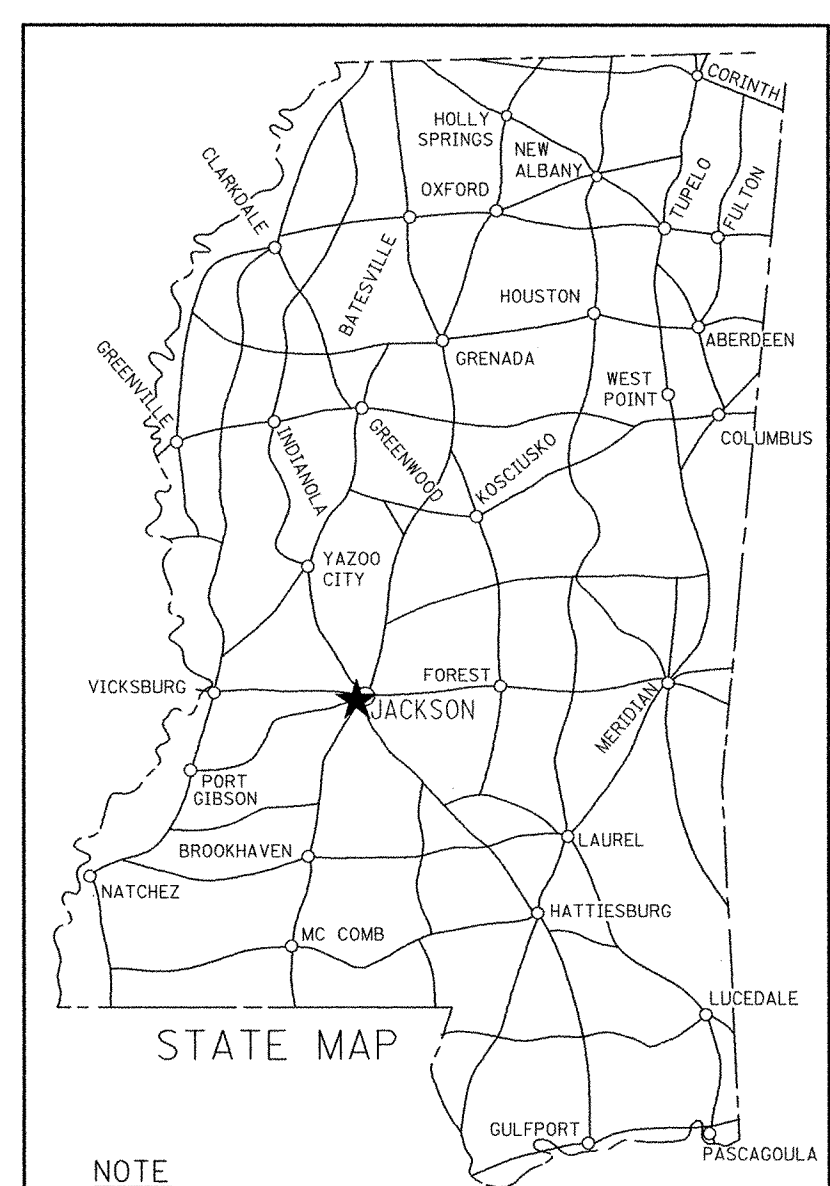 CORINTH
HOLLY
SPRINGS
NEW
ALBANY
CLARKDALE
OXFORD
TUPELO
FULTON
BATESVILLE
HOUSTON
ABERDEEN
GREENVILLE
GRENADA
WEST
POINT
COLUMBUS
INDIANOLA
GREENWOOD
KOSCIUSKO
YAZOO
CITY
VICKSBURG
FOREST
JACKSON
MERIDIAN
PORT
GIBSON
BROOKHAVEN
LAUREL
NATCHEZ
HATTIESBURG
MC COMB
LUCEDALE
STATE MAP
GULFPORT
PASCAGOULA
NOTE